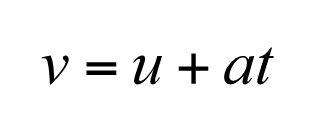 v = u + at